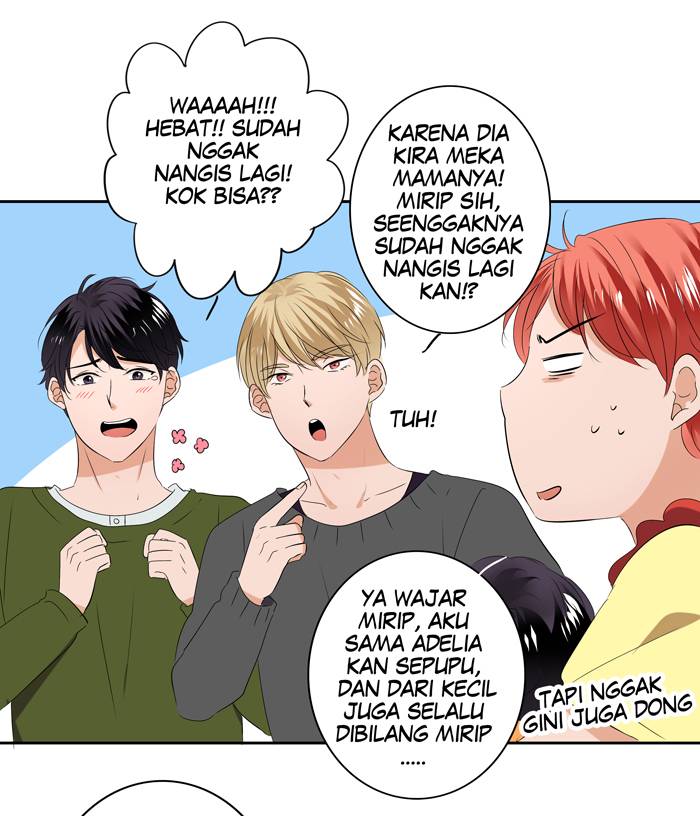 WAAAAH!!!
HEBAT!! SUDAH
NGGAK
NANGIS LAGI!
KOK BISA??
KARENA DIA
KIRA MEKA
MAMANYA!
MIRIP SIH,
SEENGGAKNYA
SUDAH NGGAK
NANGIS LAGI
KAN!?
TUH!
YA WAJAR
MIRIP, AKU
SAMA ADELIA
KAN SEPUPU,
DAN DARI KECIL
JUGA SELALU
DIBILANG MIRIP
.....
TAPI NGGAK
GINI JUGA DONG